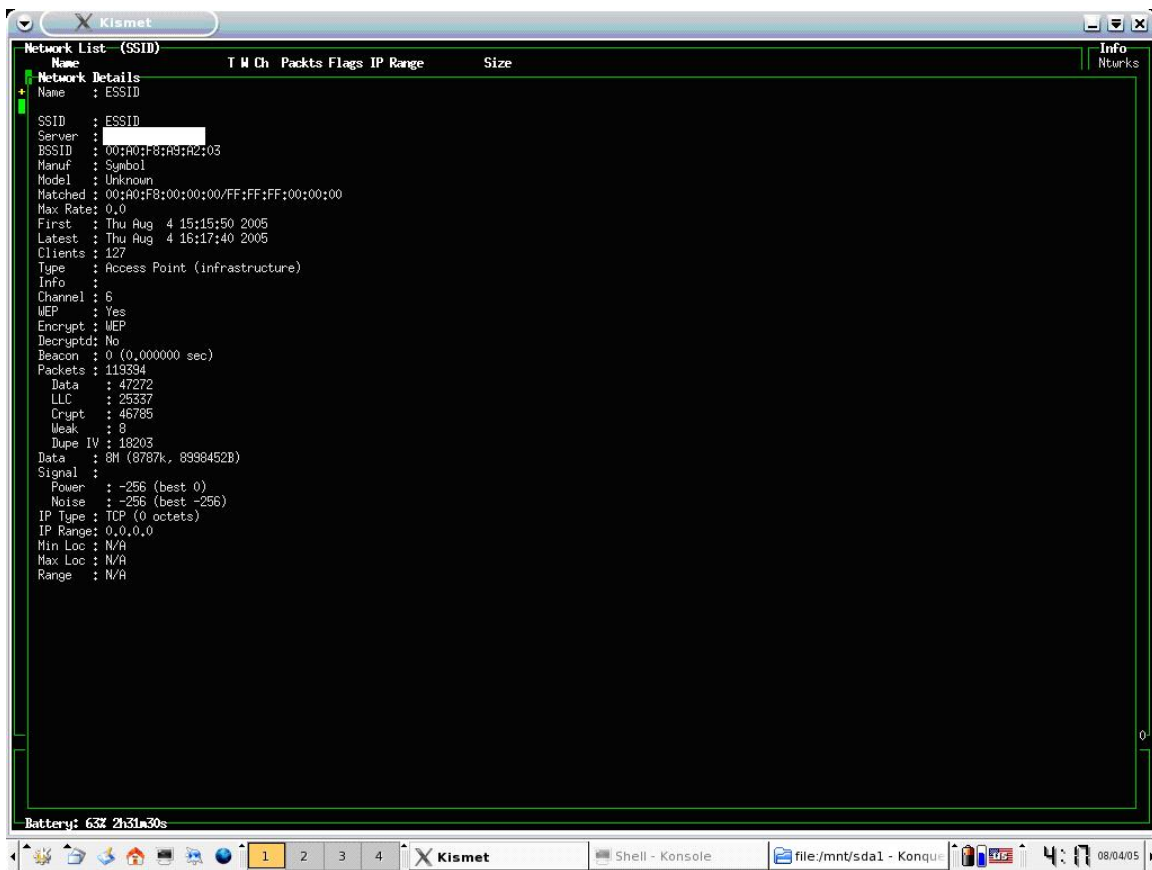 Kismet
Network List (SSID)
Info
Name T W Ch Packts Flags IP Range Size
Ntwrks
Network Details
+ Name : ESSID
SSID : ESSID
Server :
BSSID : 00:A0:F8:A9:A2:03
Manuf : Symbol
Model : Unknown
Matched : 00:A0:F8:00:00:00/FF:FF:FF:00:00:00
Max Rate: 0.0
First : Thu Aug 4 15:15:50 2005
Latest : Thu Aug 4 16:17:40 2005
Clients : 127
Type : Access Point (infrastructure)
Info :
Channel : 6
WEP : Yes
Encrypt : WEP
Decryptd: No
Beacon : 0 (0.000000 sec)
Packets : 119394
Data : 47272
LLC : 25337
Crypt : 46785
Weak : 8
Dupe IV : 18203
Data : 8M (8787k, 8998452B)
Signal :
Power : -256 (best 0)
Noise : -256 (best -256)
IP Type : TCP (0 octets)
IP Range: 0.0.0.0
Min Loc : N/A
Max Loc : N/A
Range : N/A
0
Battery: 63% 2h31m30s
1 2 3 4 Kismet Shell - Konsole file:/mnt/sda1 - Konque US 4:17 08/04/05